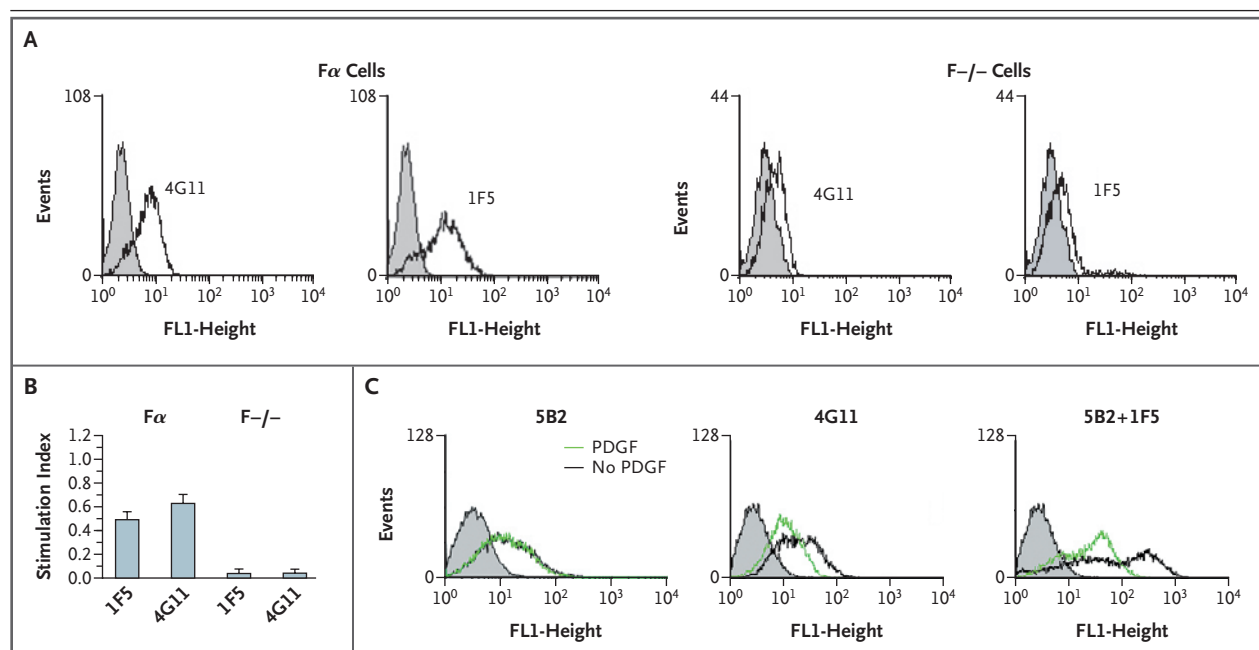 A
Fα Cells
F−/− Cells
108
Events
0
4G11
10⁰ 10¹ 10² 10³ 10⁴
FL1-Height
108
0
1F5
10⁰ 10¹ 10² 10³ 10⁴
FL1-Height
44
Events
0
4G11
10⁰ 10¹ 10² 10³ 10⁴
FL1-Height
44
0
1F5
10⁰ 10¹ 10² 10³ 10⁴
FL1-Height
B
Fα F−/−
Stimulation Index
1.2
1.0
0.8
0.6
0.4
0.2
0.0
1F5 4G11 1F5 4G11
C
5B2
128
Events
0
PDGF
No PDGF
10⁰ 10¹ 10² 10³ 10⁴
FL1-Height
4G11
128
0
10⁰ 10¹ 10² 10³ 10⁴
FL1-Height
5B2+1F5
128
0
10⁰ 10¹ 10² 10³ 10⁴
FL1-Height